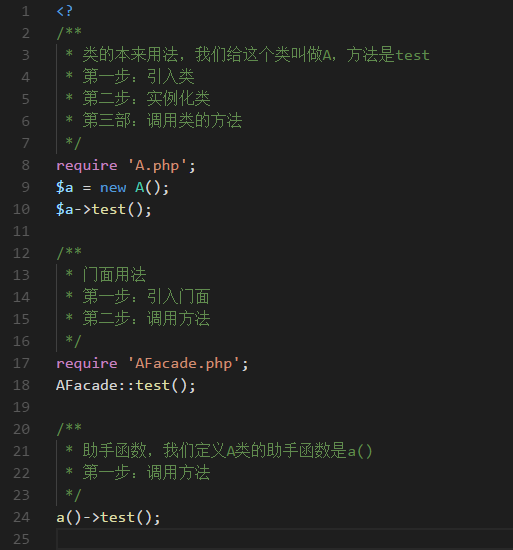 1 <?
2 /**
3  * 类的本来用法，我们给这个类叫做A，方法是test
4  * 第一步：引入类
5  * 第二步：实例化类
6  * 第三部：调用类的方法
7  */
8 require 'A.php';
9 $a = new A();
10 $a->test();
11
12 /**
13  * 门面用法
14  * 第一步：引入门面
15  * 第二步：调用方法
16  */
17 require 'AFacade.php';
18 AFacade::test();
19
20 /**
21  * 助手函数，我们定义A类的助手函数是a()
22  * 第一步：调用方法
23  */
24 a()->test();
25